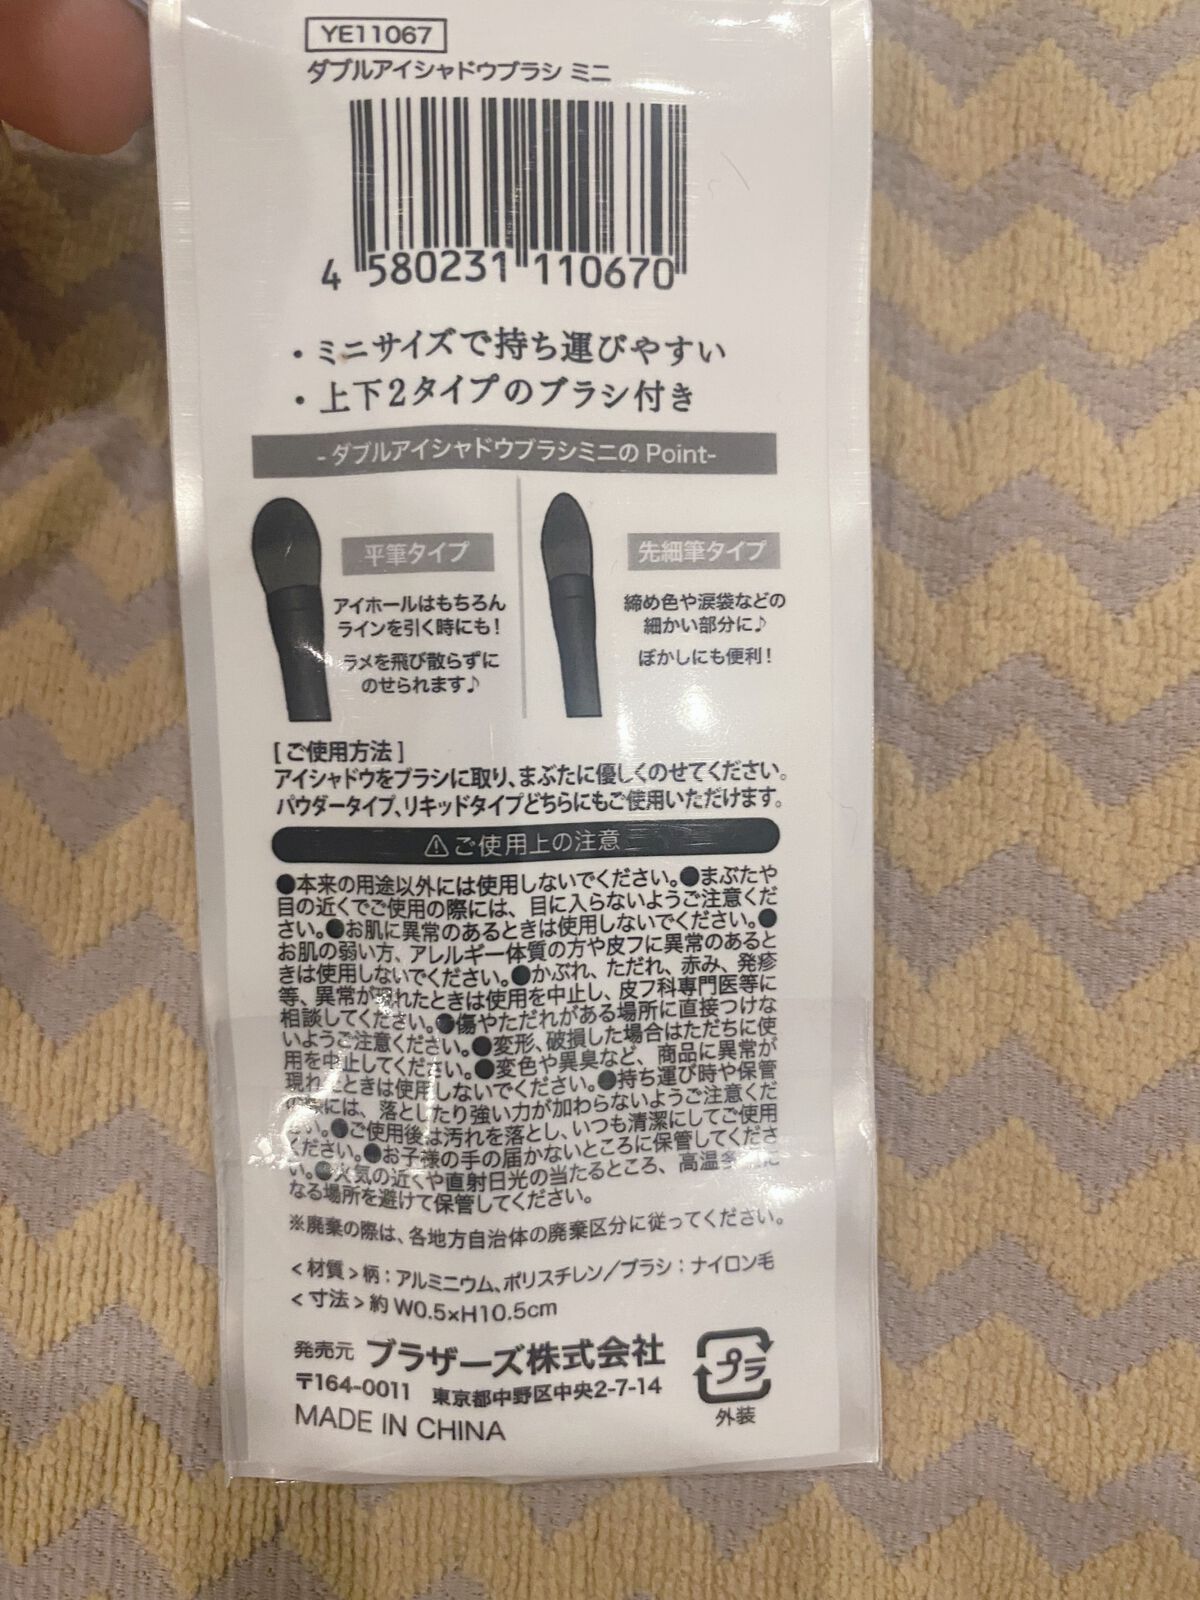 YE11067
ダブルアイシャドウブラシ ミニ
4 580231 110670
・ミニサイズで持ち運びやすい
・上下2タイプのブラシ付き
-ダブルアイシャドウブラシミニの Point-
平筆タイプ
アイホールはもちろん
ラインを引く時にも!
ラメを飛び散らずに
のせられます♪
先細筆タイプ
締め色や涙袋などの
細かい部分に♪
ぼかしにも便利!
[ご使用方法]
アイシャドウをブラシに取り、まぶたに優しくのせてください。
パウダータイプ、リキッドタイプどちらにもご使用いただけます。
⚠ご使用上の注意
●本来の用途以外には使用しないでください。●まぶたや
目の近くでご使用の際には、目に入らないようご注意くだ
さい。●お肌に異常のあるときは使用しないでください。●
お肌の弱い方、アレルギー体質の方や皮フに異常のあると
きは使用しないでください。●かぶれ、ただれ、赤み、発疹
等、異常が現れたときは使用を中止し、皮フ科専門医等に
相談してください。●傷やただれがある場所に直接つけな
いようご注意ください。●変形、破損した場合はただちに使
用を中止してください。●変色や異臭など、商品に異常が
現れたときは使用しないでください。●持ち運び時や保管
の際には、落としたり強い力が加わらないようご注意くだ
さい。●ご使用後は汚れを落とし、いつも清潔にしてご使用
ください。●お子様の手の届かないところに保管してくださ
い。●火気の近くや直射日光の当たるところ、高温多湿に
なる場所を避けて保管してください。
※廃棄の際は、各地方自治体の廃棄区分に従ってください。
<材質>柄:アルミニウム、ポリスチレン/ブラシ:ナイロン毛
<寸法>約 W0.5×H10.5cm
発売元 ブラザーズ株式会社
〒164-0011 東京都中野区中央2-7-14
MADE IN CHINA
プラ
外装